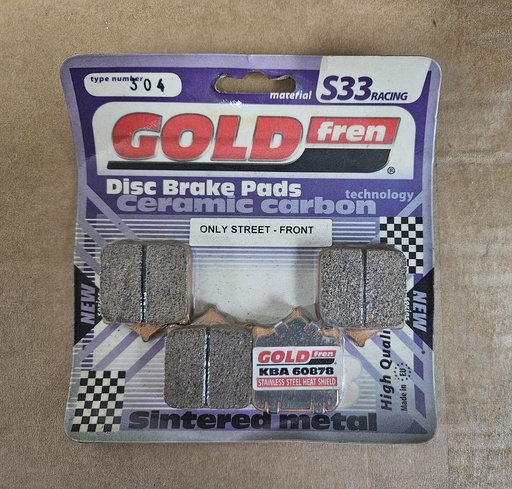 type number
304
material S33 RACING
GOLD fren
®
Disc Brake Pads
technology
Ceramic carbon
ONLY STREET - FRONT
NEW
NEW
GOLD fren
KBA 60878
STAINLESS STEEL HEAT SHIELD
High Quali
Made in EU
Sintered metal